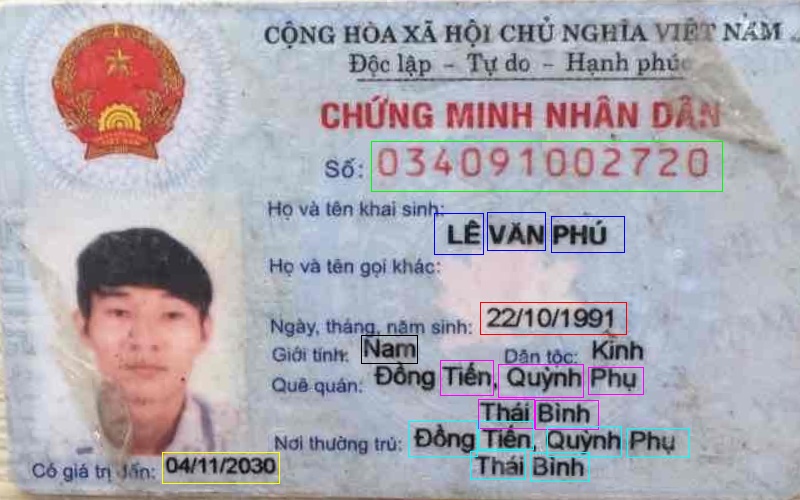 CỘNG HÒA XÃ HỘI CHỦ NGHĨA VIỆT NAM
Độc lập - Tự do - Hạnh phúc
CHỨNG MINH NHÂN DÂN
Số: 034091002720
Họ và tên khai sinh:
LÊ VĂN PHÚ
Họ và tên gọi khác:
Ngày, tháng, năm sinh: 22/10/1991
Giới tính: Nam Dân tộc: Kinh
Quê quán: Đồng Tiến, Quỳnh Phụ
Thái Bình
Nơi thường trú: Đồng Tiến, Quỳnh Phụ
Thái Bình
Có giá trị đến: 04/11/2030